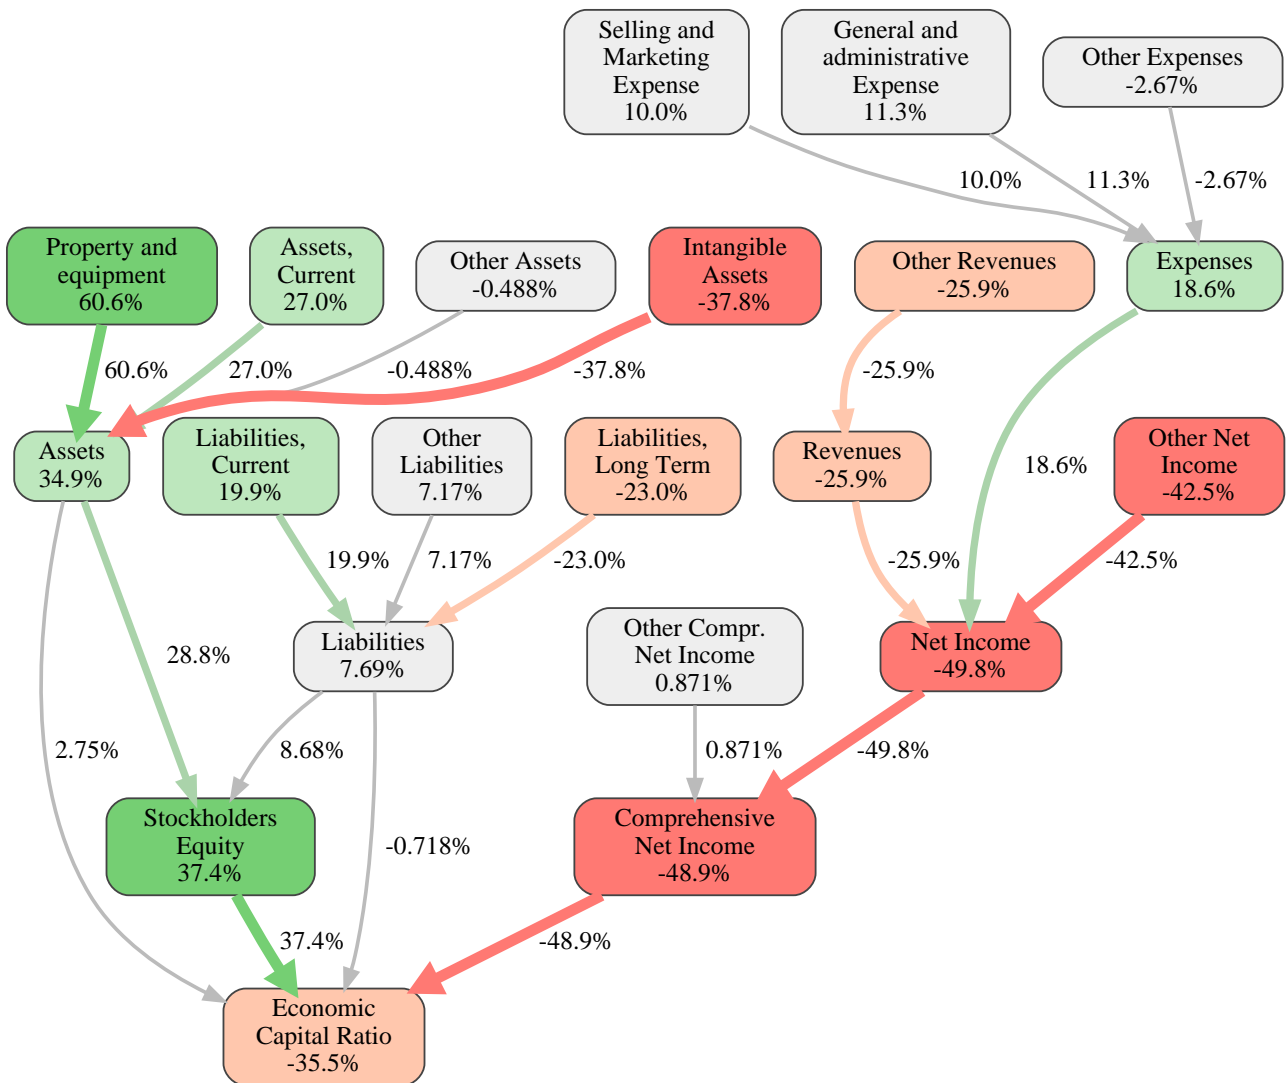 Selling and
Marketing
Expense
10.0%
General and
administrative
Expense
11.3%
Other Expenses
-2.67%
10.0%
11.3%
-2.67%
Property and
equipment
60.6%
Assets,
Current
27.0%
Other Assets
-0.488%
Intangible
Assets
-37.8%
Other Revenues
-25.9%
Expenses
18.6%
60.6%
27.0%
-0.488%
-37.8%
-25.9%
Assets
34.9%
Liabilities,
Current
19.9%
Other
Liabilities
7.17%
Liabilities,
Long Term
-23.0%
Revenues
-25.9%
18.6%
Other Net
Income
-42.5%
19.9%
7.17%
-23.0%
-25.9%
-42.5%
28.8%
Liabilities
7.69%
Other Compr.
Net Income
0.871%
Net Income
-49.8%
2.75%
8.68%
0.871%
-49.8%
Stockholders
Equity
37.4%
-0.718%
Comprehensive
Net Income
-48.9%
37.4%
-48.9%
Economic
Capital Ratio
-35.5%